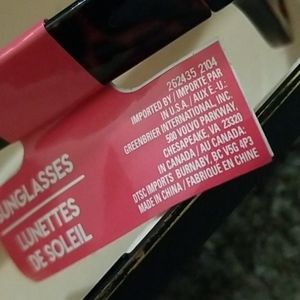 SUNGLASSES
LUNETTES
DE SOLEIL
262435 2104
IMPORTED BY / IMPORTÉ PAR
IN U.S.A. / AUX É.-U.:
GREENBRIER INTERNATIONAL, INC.
500 VOLVO PARKWAY,
CHESAPEAKE, VA 23320
IN CANADA / AU CANADA:
DTSC IMPORTS BURNABY, BC V5G 4P3
MADE IN CHINA / FABRIQUÉ EN CHINE